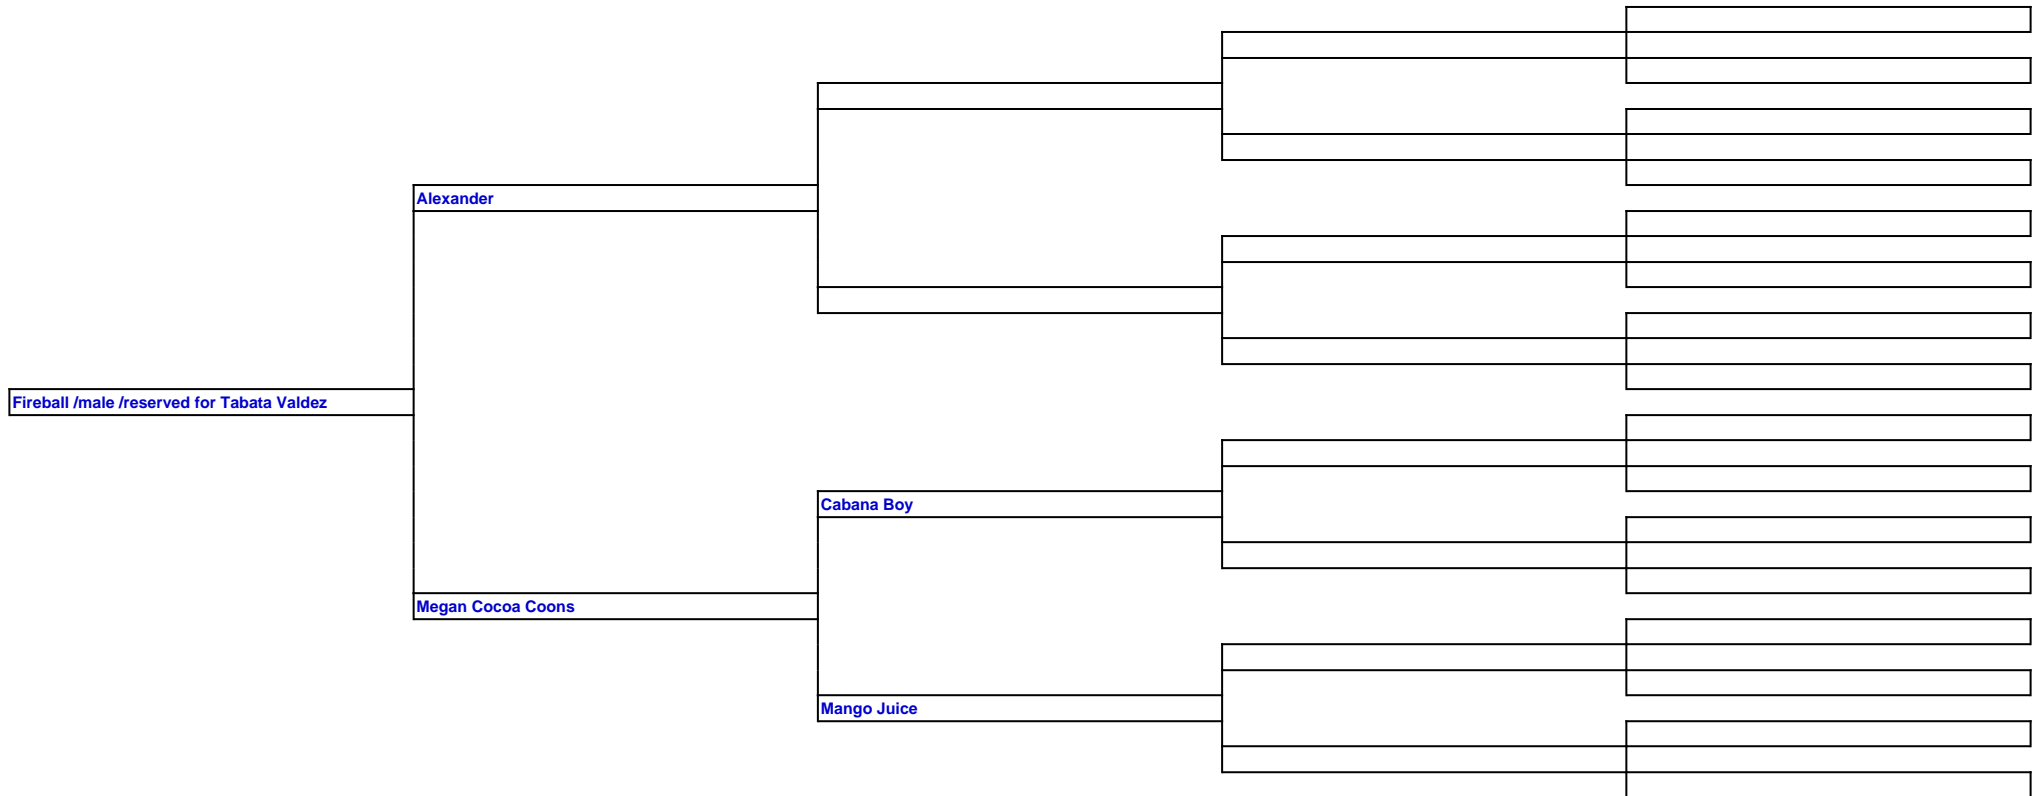 Alexander
Fireball /male /reserved for Tabata Valdez
Cabana Boy
Megan Cocoa Coons
Mango Juice